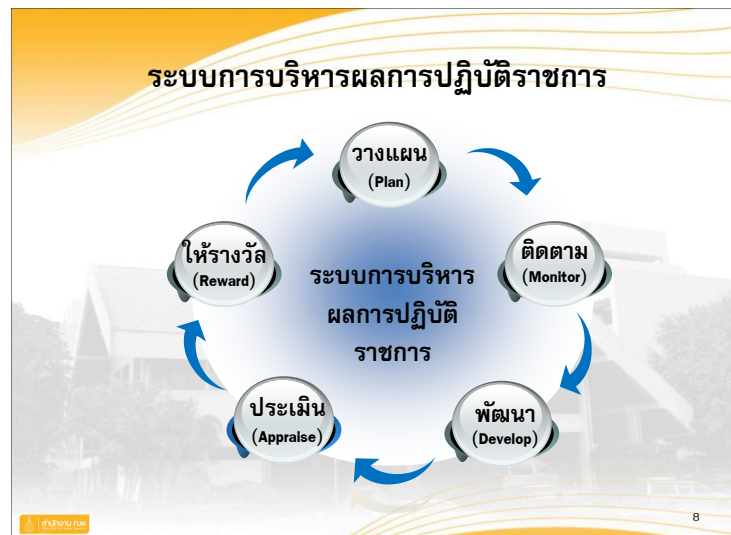 ระบบการบริหารผลการปฏิบัติราชการ
วางแผน
(Plan)
ติดตาม
(Monitor)
พัฒนา
(Develop)
ประเมิน
(Appraise)
ให้รางวัล
(Reward)
ระบบการบริหาร
ผลการปฏิบัติ
ราชการ
สำนักงาน ก.พ.
8